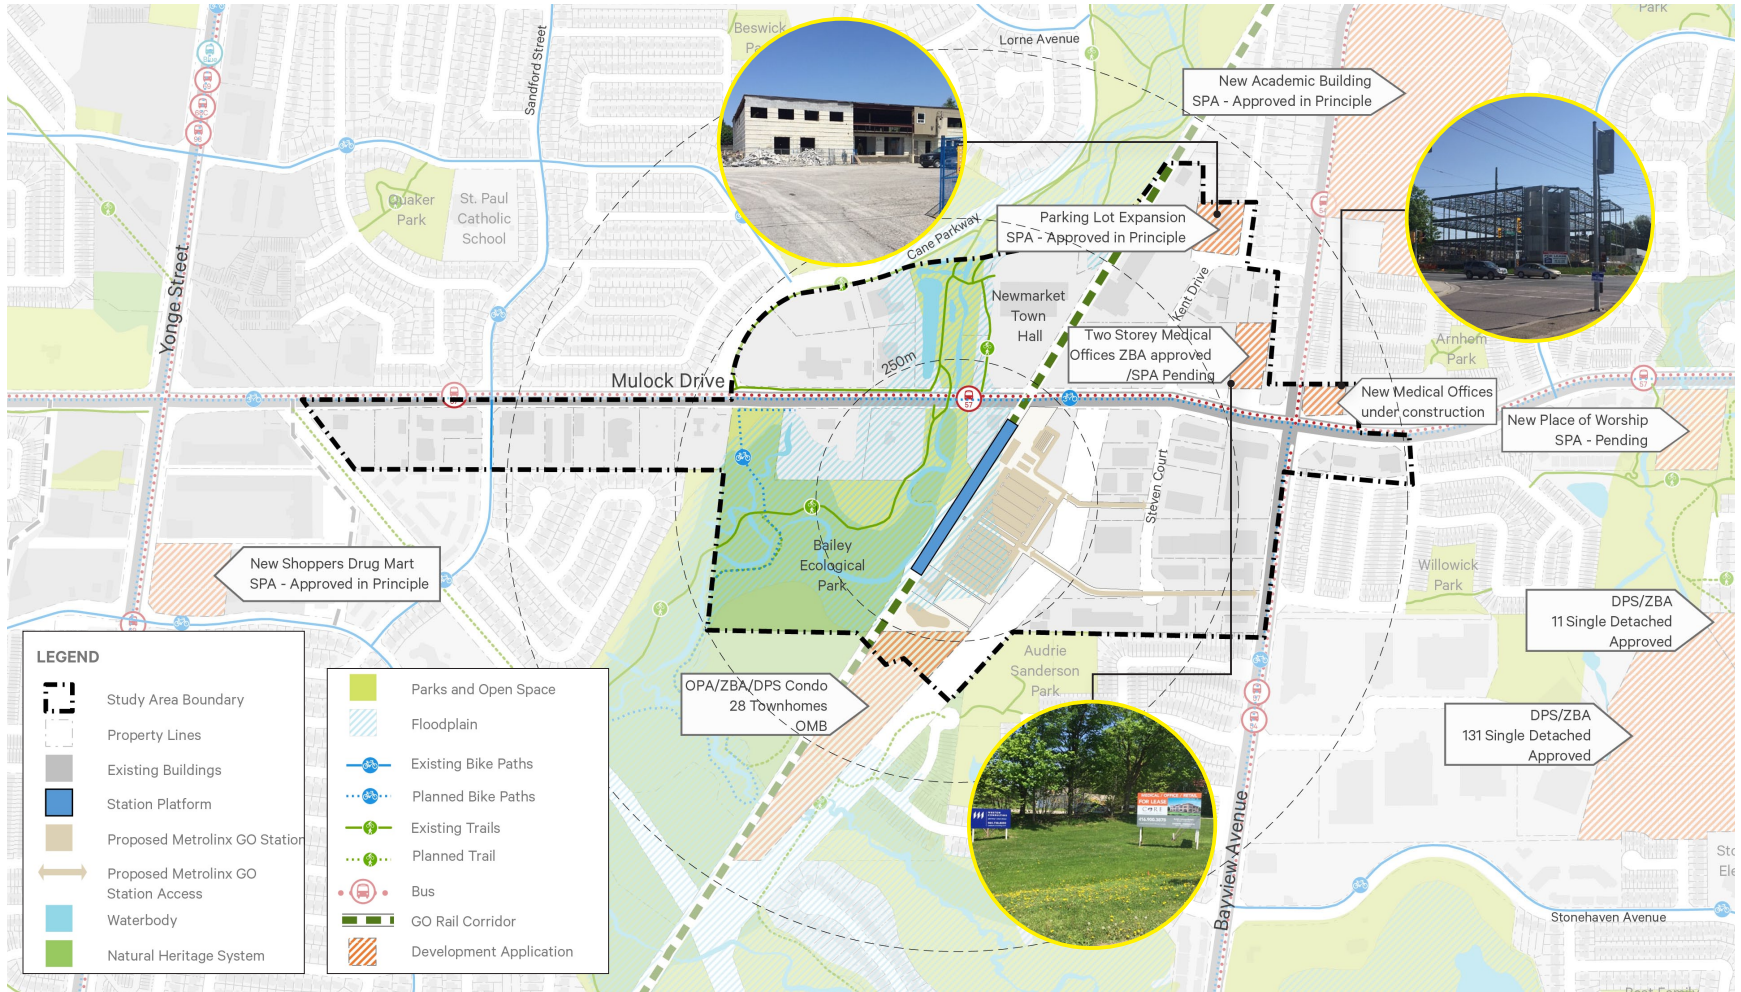 Beswick
Park
Lorne Avenue
Sandford Street
New Academic Building
SPA - Approved in Principle
Quaker
Park
St. Paul
Catholic
School
Parking Lot Expansion
SPA - Approved in Principle
Cane Parkway
Yonge Street
Newmarket
Town
Hall
Kent Drive
Two Storey Medical
Offices ZBA approved
/SPA Pending
Arnhem
Park
250m
Mulock Drive
57
57
New Medical Offices
under construction
New Place of Worship
SPA - Pending
Steven Court
Bailey
Ecological
Park
New Shoppers Drug Mart
SPA - Approved in Principle
Willowick
Park
DPS/ZBA
11 Single Detached
Approved
Audrie
Sanderson
Park
OPA/ZBA/DPS Condo
28 Townhomes
OMB
DPS/ZBA
131 Single Detached
Approved
FOR LEASE
Bayview Avenue
Stonehaven Avenue
LEGEND
Study Area Boundary
Property Lines
Existing Buildings
Station Platform
Proposed Metrolinx GO Station
Proposed Metrolinx GO
Station Access
Waterbody
Natural Heritage System
Parks and Open Space
Floodplain
Existing Bike Paths
Planned Bike Paths
Existing Trails
Planned Trail
Bus
GO Rail Corridor
Development Application